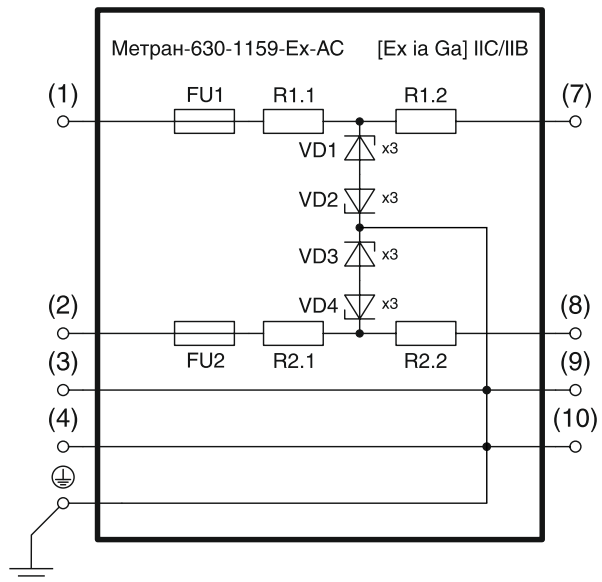 Метран-630-1159-Ex-AC [Ex ia Ga] IIC/IIB
(1) FU1 R1.1 R1.2 (7)
VD1 x3
VD2 x3
VD3 x3
VD4 x3
(2) FU2 R2.1 R2.2 (8)
(3) (9)
(4) (10)